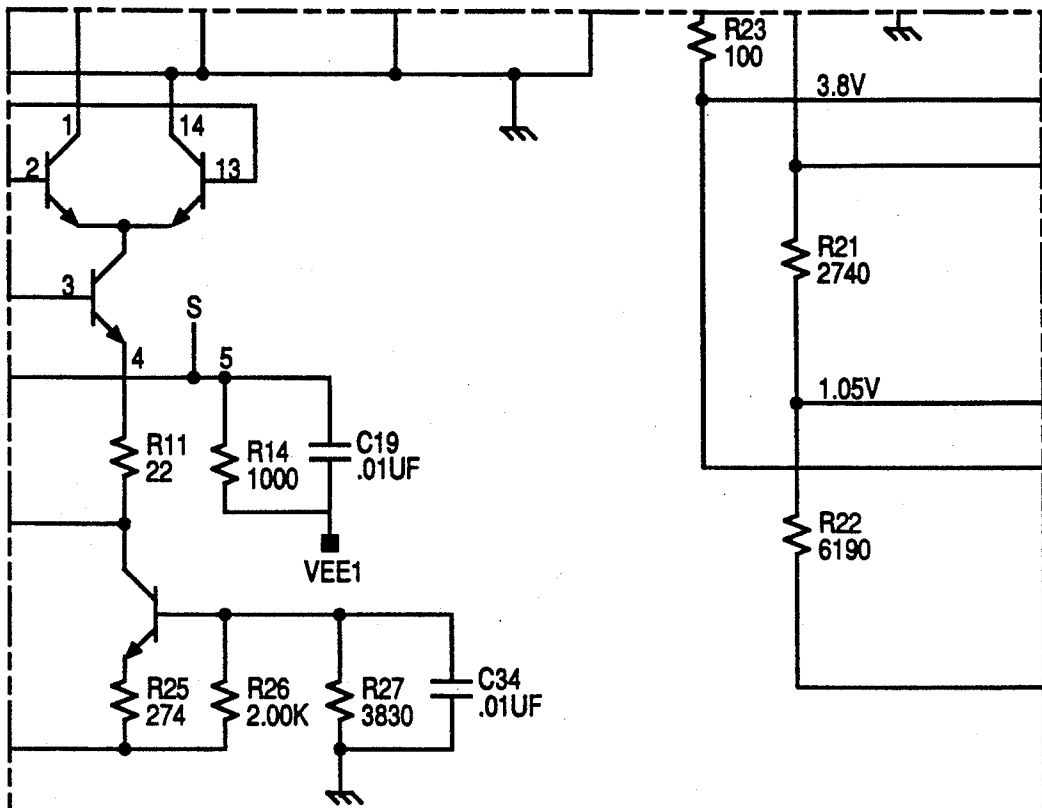 R23
100
3.8V
1
14
2
13
R21
2740
3
S
4
5
1.05V
R11
22
R14
1000
C19
.01UF
R22
6190
VEE1
R25
274
R26
2.00K
R27
3830
C34
.01UF